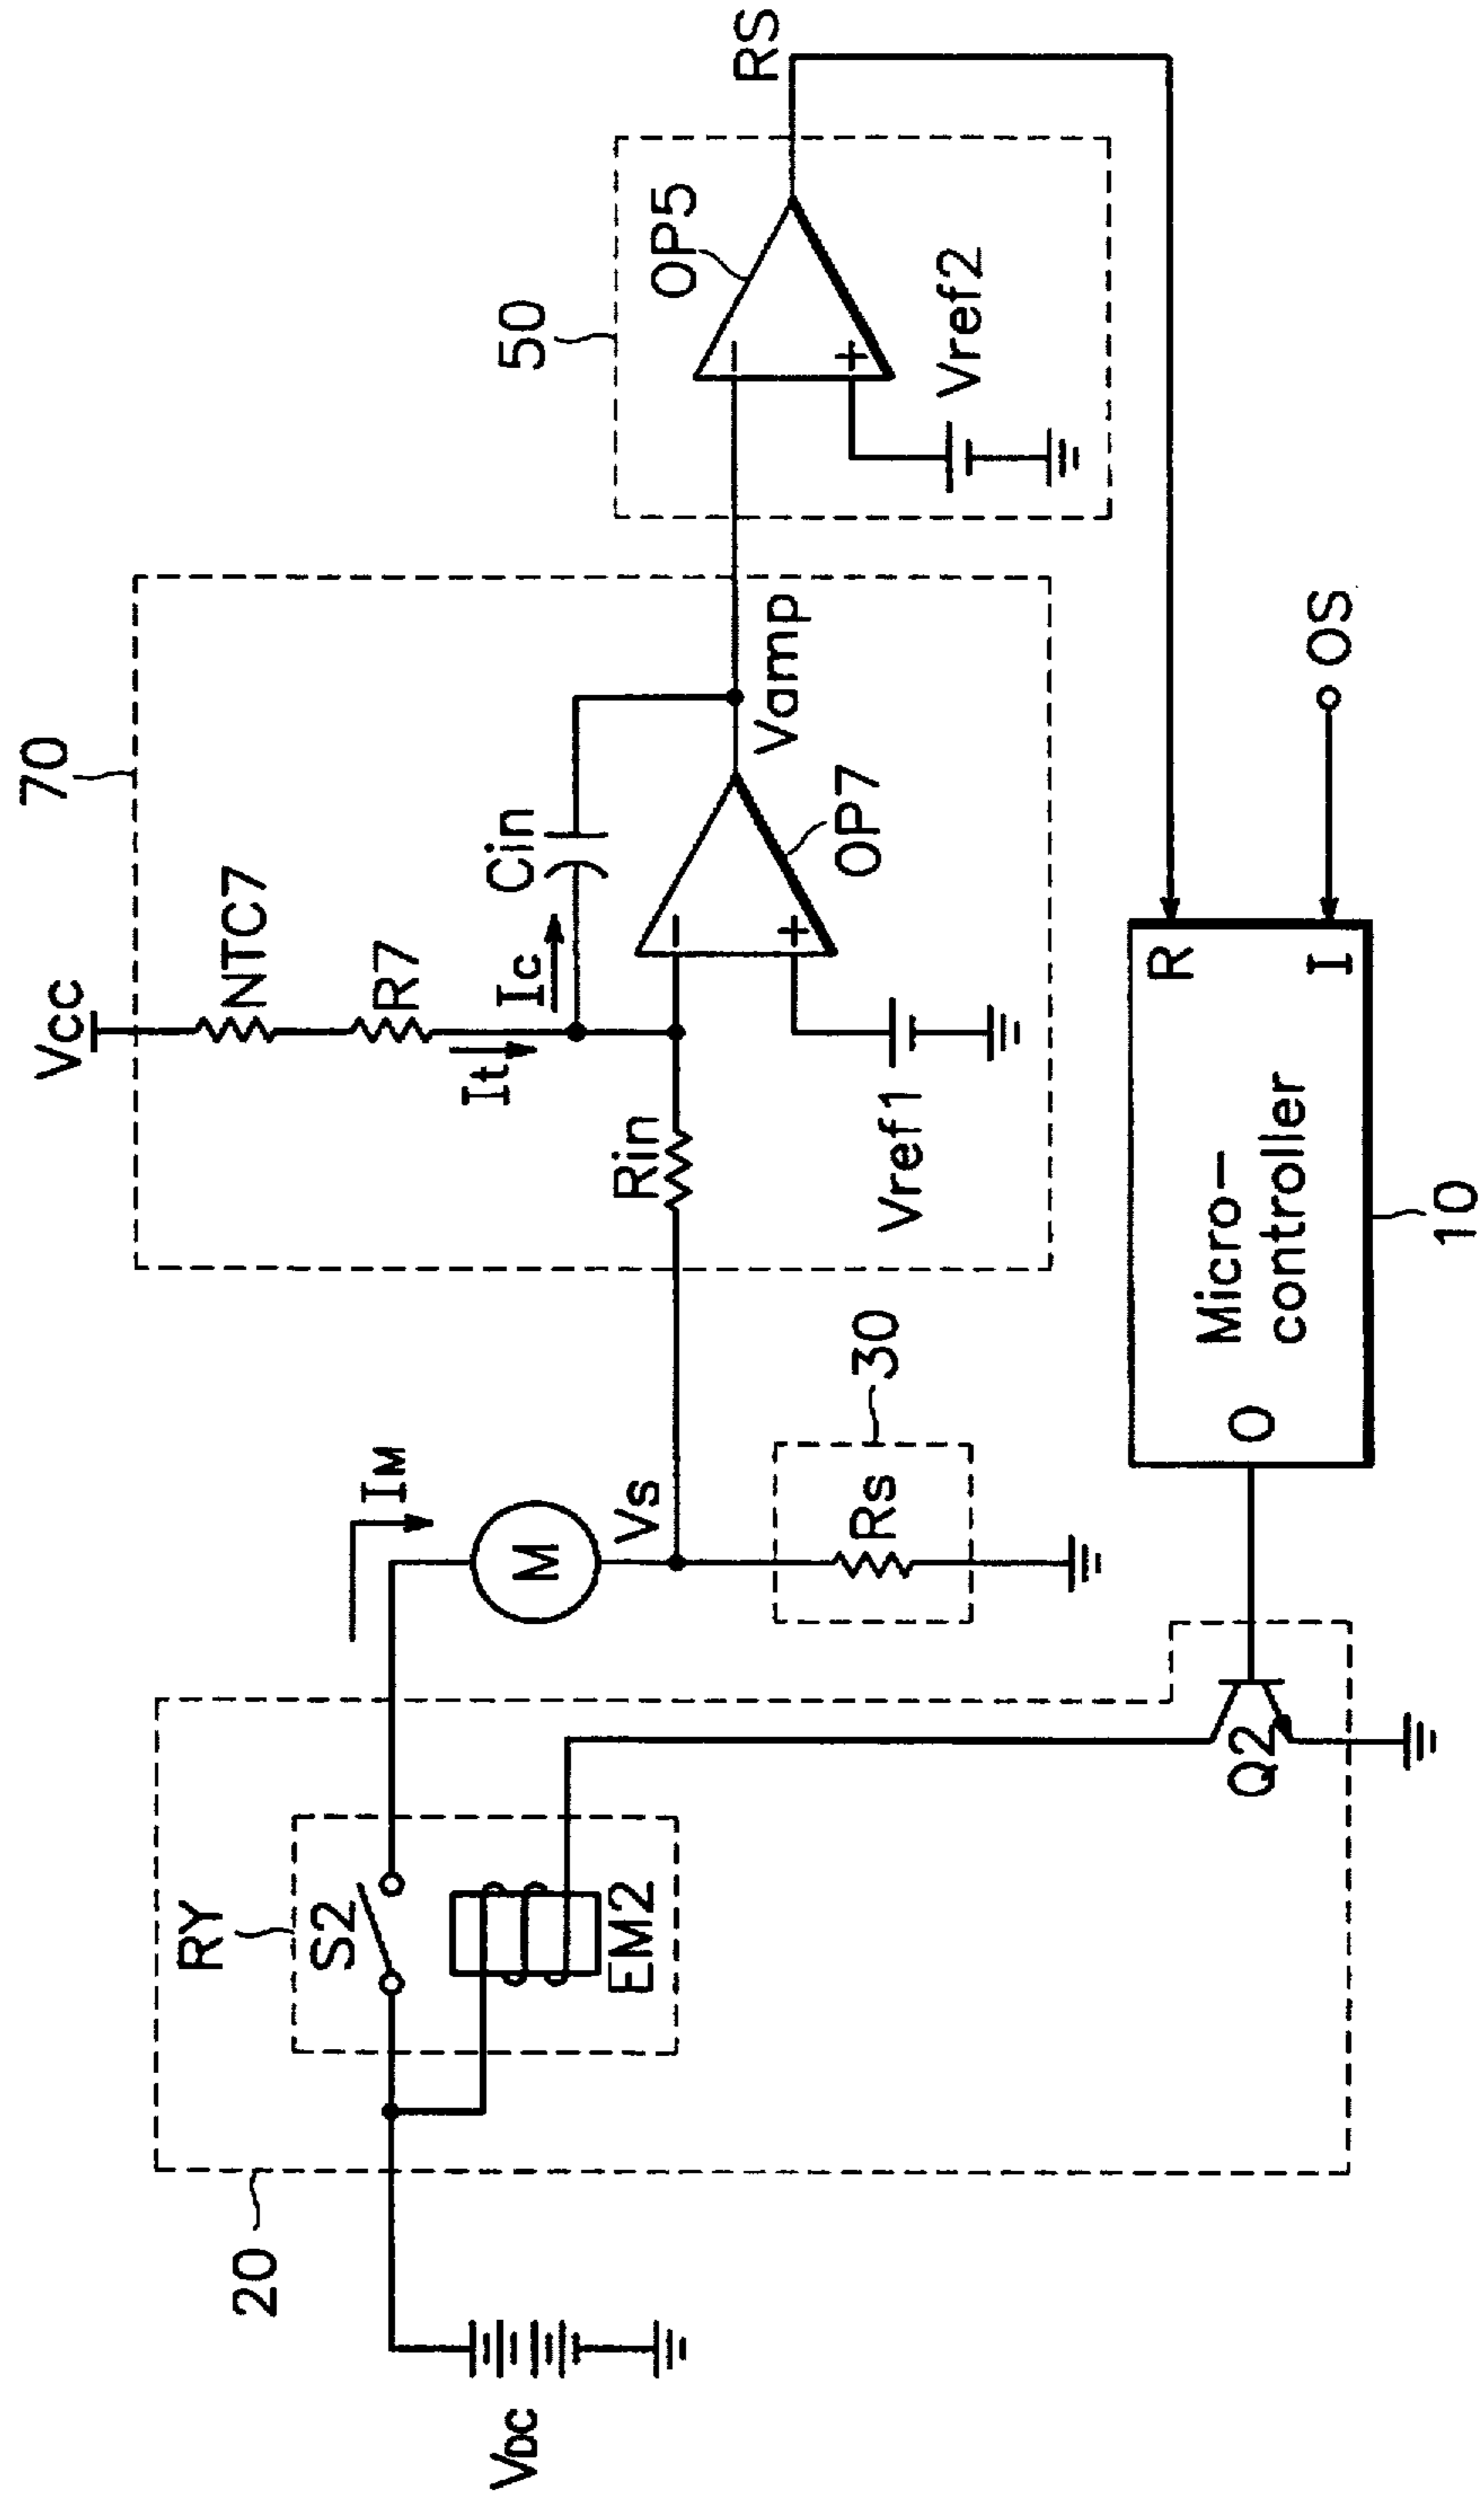 VDC
20
RY
S2
EM2
Q2
IM
M
Vs
Rs
30
70
Vcc
NTC7
R7
It
Ic
Cin
Rin
-
+
OP7
Vref1
Vamp
50
OP5
-
+
Vref2
RS
Micro-
controller
O
R
I
10
OS